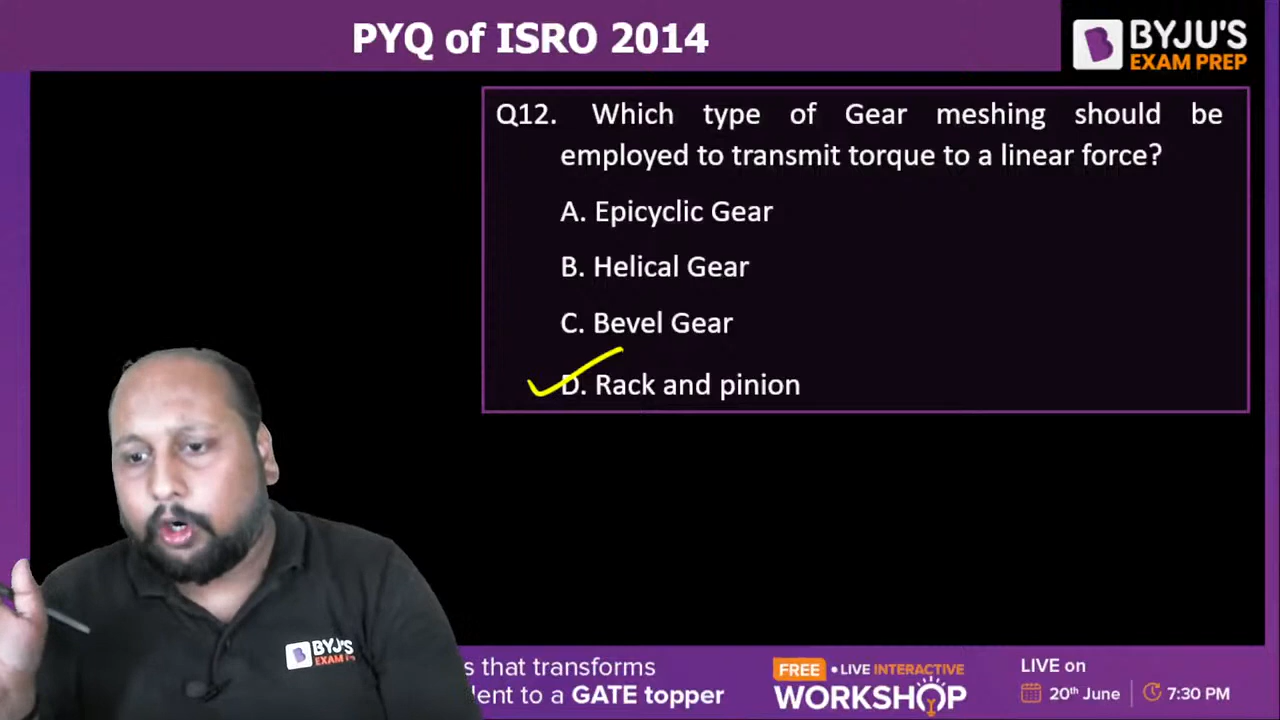 PYQ of ISRO 2014
BYJU'S
EXAM PREP
Q12. Which type of Gear meshing should be
employed to transmit torque to a linear force?
A. Epicyclic Gear
B. Helical Gear
C. Bevel Gear
D. Rack and pinion
BYJU'S
EXAM
s that transforms
lent to a GATE topper
FREE • LIVE INTERACTIVE
WORKSHOP
LIVE on
20th June | 7:30 PM